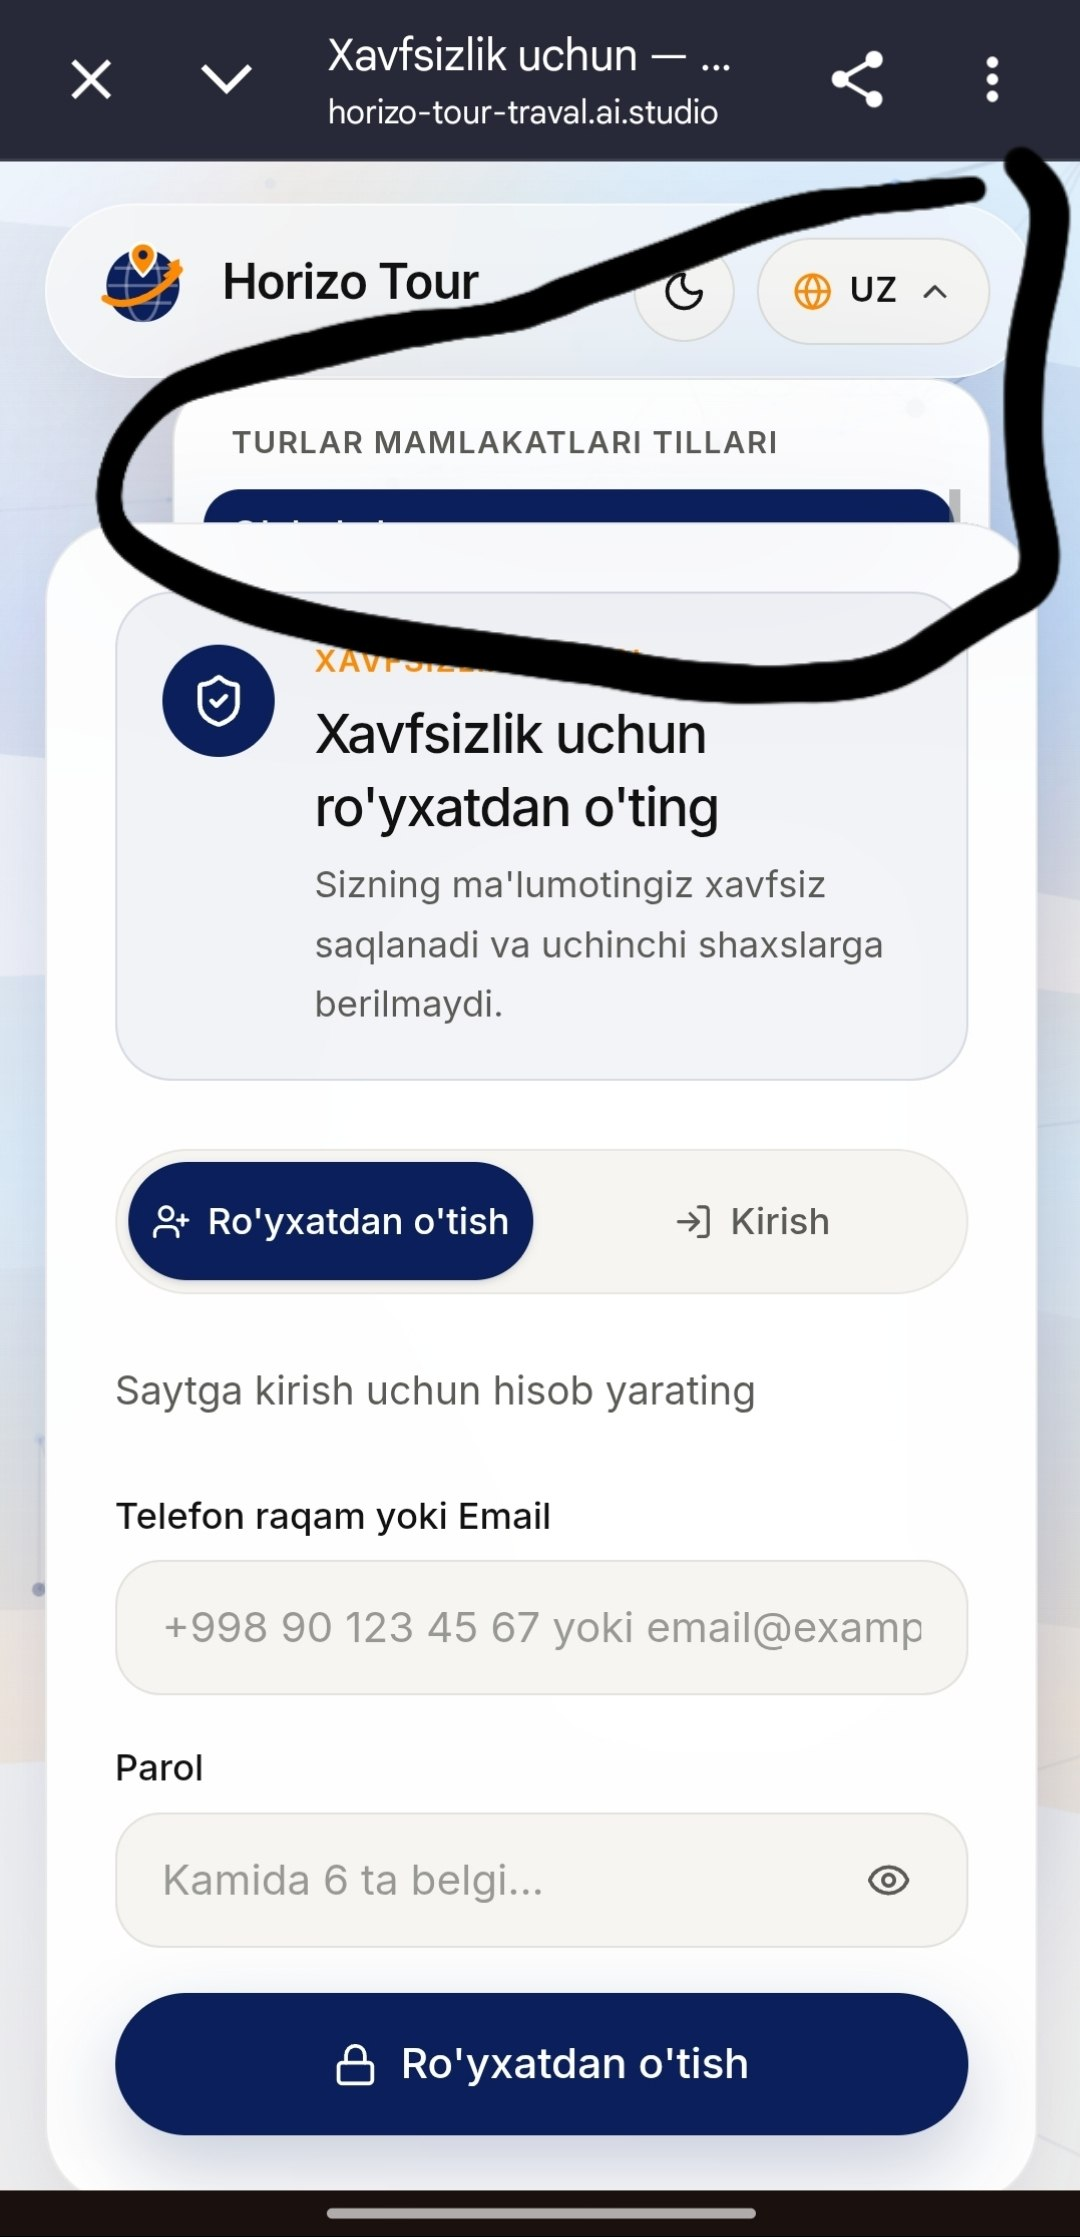 Xavfsizlik uchun — ...
horizo-tour-traval.ai.studio
Horizo Tour
UZ
TURLAR MAMLAKATLARI TILLARI
Xavfsizlik uchun
ro'yxatdan o'ting
Sizning ma'lumotingiz xavfsiz
saqlanadi va uchinchi shaxslarga
berilmaydi.
Ro'yxatdan o'tish
Kirish
Saytga kirish uchun hisob yarating
Telefon raqam yoki Email
+998 90 123 45 67 yoki email@examp
Parol
Kamida 6 ta belgi...
Ro'yxatdan o'tish